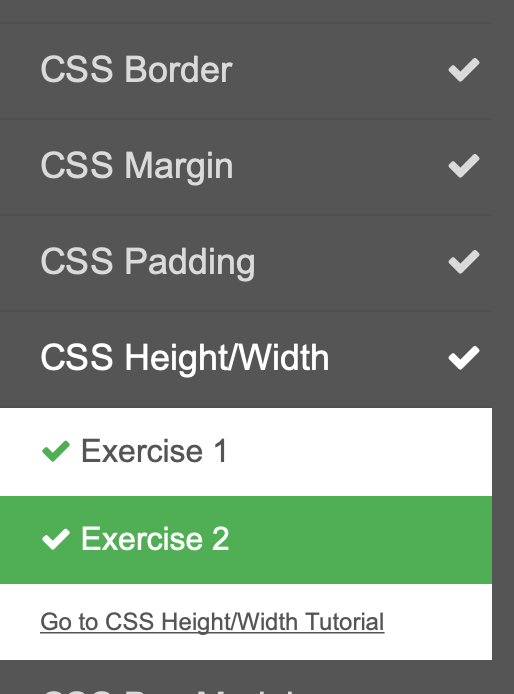 CSS Border
CSS Margin
CSS Padding
CSS Height/Width
Exercise 1
Exercise 2
Go to CSS Height/Width Tutorial